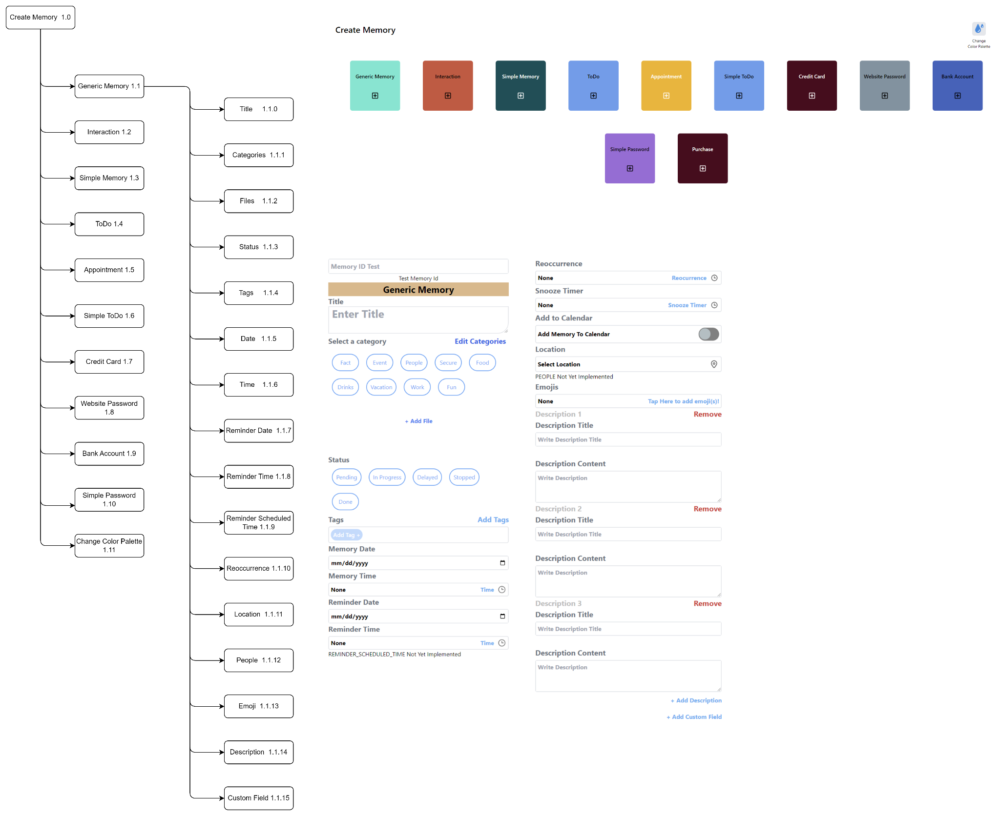 Create Memory 1.0
Generic Memory 1.1
Interaction 1.2
Simple Memory 1.3
ToDo 1.4
Appointment 1.5
Simple ToDo 1.6
Credit Card 1.7
Website Password
1.8
Bank Account 1.9
Simple Password
1.10
Change Color Palette
1.11
Title 1.1.0
Categories 1.1.1
Files 1.1.2
Status 1.1.3
Tags 1.1.4
Date 1.1.5
Time 1.1.6
Reminder Date 1.1.7
Reminder Time 1.1.8
Reminder Scheduled
Time 1.1.9
Reoccurrence 1.1.10
Location 1.1.11
People 1.1.12
Emoji 1.1.13
Description 1.1.14
Custom Field 1.1.15
Create Memory
Change
Color Palette
Generic Memory
Interaction
Simple Memory
ToDo
Appointment
Simple ToDo
Credit Card
Website Password
Bank Account
Simple Password
Purchase
Memory ID Test
Test Memory Id
Generic Memory
Title
Enter Title
Select a category Edit Categories
Fact Event People Secure Food
Drinks Vacation Work Fun
+ Add File
Status
Pending In Progress Delayed Stopped
Done
Tags Add Tags
Add Tag +
Memory Date
mm/dd/yyyy
Memory Time
None Time
Reminder Date
mm/dd/yyyy
Reminder Time
None Time
REMINDER_SCHEDULED_TIME Not Yet Implemented
Reoccurrence
None Reocurrence
Snooze Timer
None Snooze Timer
Add to Calendar
Add Memory To Calendar
Location
Select Location
PEOPLE Not Yet Implemented
Emojis
None Tap Here to add emoji(s)!
Description 1 Remove
Description Title
Write Description Title
Description Content
Write Description
Description 2 Remove
Description Title
Write Description Title
Description Content
Write Description
Description 3 Remove
Description Title
Write Description Title
Description Content
Write Description
+ Add Description
+ Add Custom Field